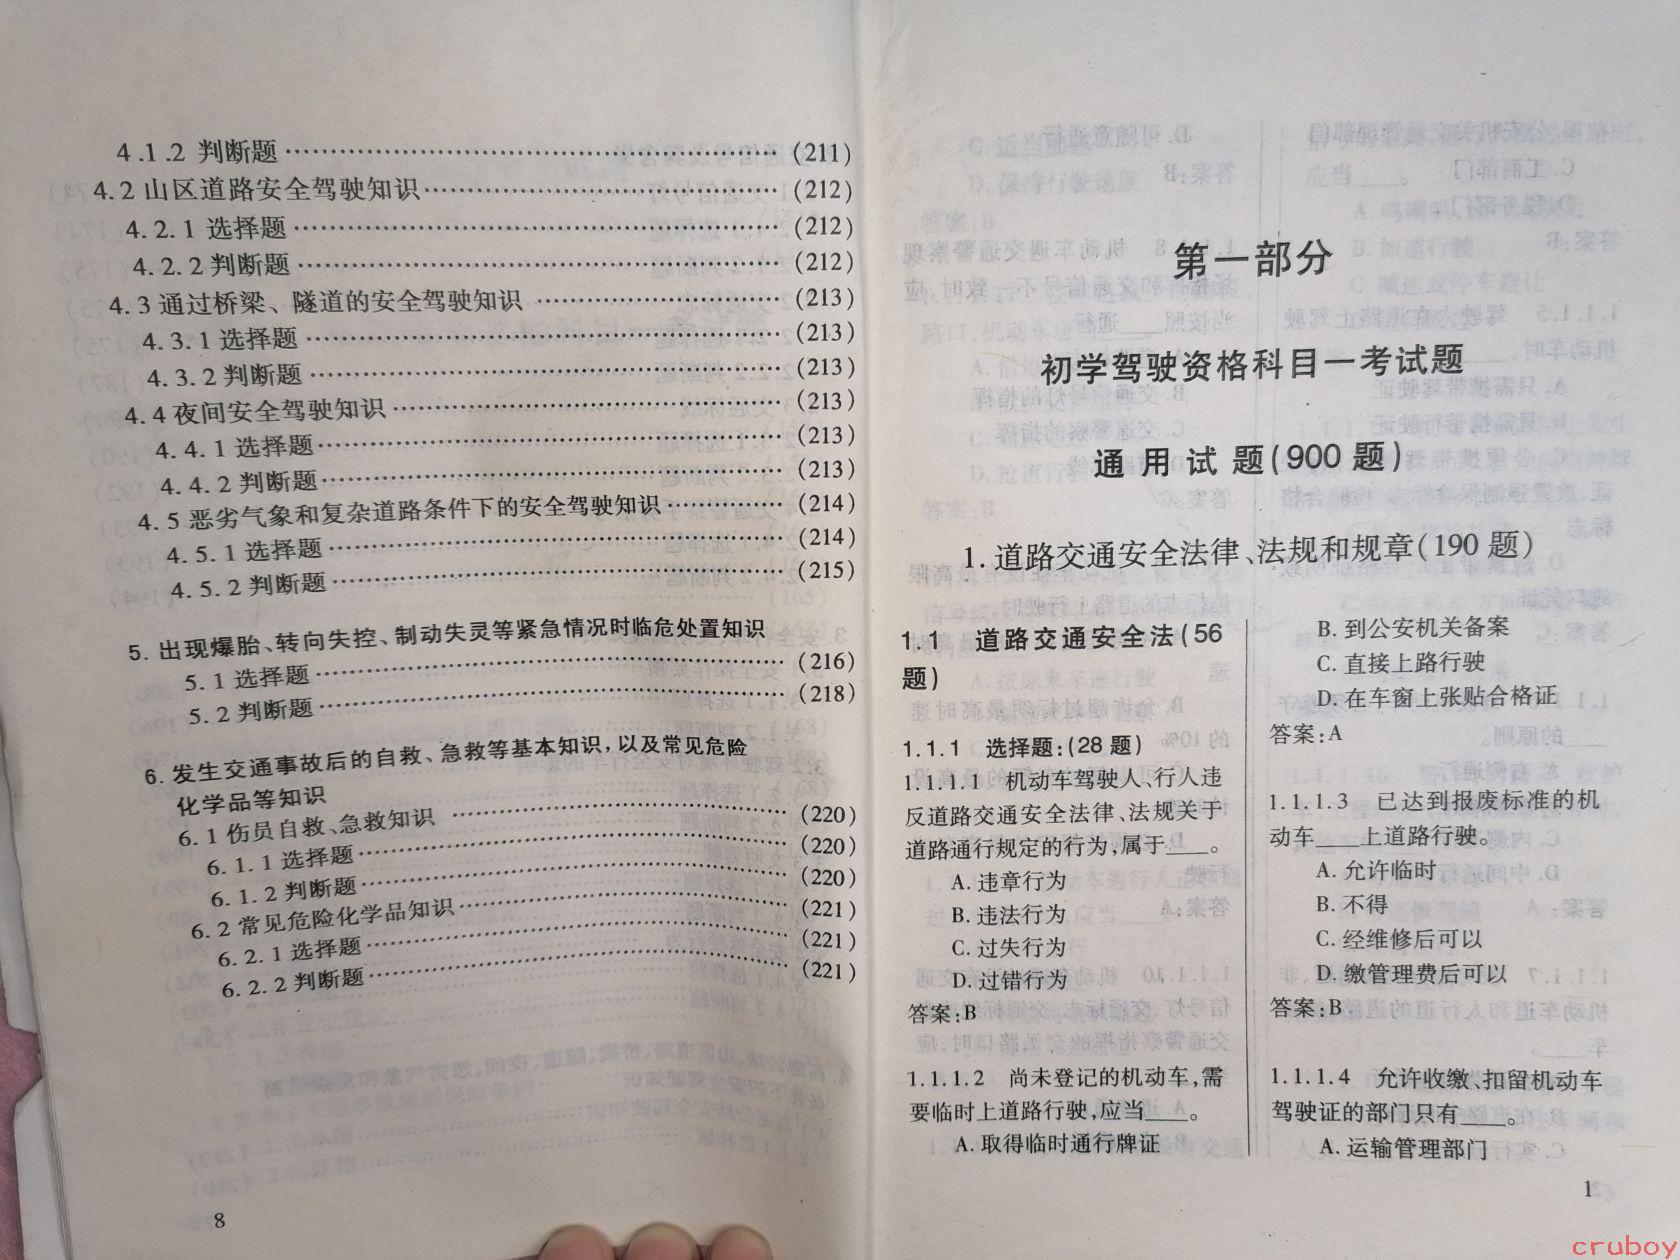 4.1.2 判断题 …………………………………………… (211)
4.2 山区道路安全驾驶知识 …………………………………………… (212)
4.2.1 选择题 …………………………………………… (212)
4.2.2 判断题 …………………………………………… (212)
4.3 通过桥梁、隧道的安全驾驶知识 …………………………………………… (213)
4.3.1 选择题 …………………………………………… (213)
4.3.2 判断题 …………………………………………… (213)
4.4 夜间安全驾驶知识 …………………………………………… (213)
4.4.1 选择题 …………………………………………… (213)
4.4.2 判断题 …………………………………………… (213)
4.5 恶劣气象和复杂道路条件下的安全驾驶知识 …………………………………………… (214)
4.5.1 选择题 …………………………………………… (214)
4.5.2 判断题 …………………………………………… (215)
5. 出现爆胎、转向失控、制动失灵等紧急情况时临危处置知识
5.1 选择题 …………………………………………… (216)
5.2 判断题 …………………………………………… (218)
6. 发生交通事故后的自救、急救等基本知识,以及常见危险
化学品等知识
6.1 伤员自救、急救知识 …………………………………………… (220)
6.1.1 选择题 …………………………………………… (220)
6.1.2 判断题 …………………………………………… (220)
6.2 常见危险化学品知识 …………………………………………… (221)
6.2.1 选择题 …………………………………………… (221)
6.2.2 判断题 …………………………………………… (221)
8
第一部分
初学驾驶资格科目一考试题
通用试题(900题)
1. 道路交通安全法律、法规和规章(190题)
1.1 道路交通安全法(56
题)
1.1.1 选择题:(28题)
1.1.1.1 机动车驾驶人、行人违
反道路交通安全法律、法规关于
道路通行规定的行为,属于____。
A. 违章行为
B. 违法行为
C. 过失行为
D. 过错行为
答案:B
1.1.1.2 尚未登记的机动车,需
要临时上道路行驶,应当____。
A. 取得临时通行牌证
B. 到公安机关备案
C. 直接上路行驶
D. 在车窗上张贴合格证
答案:A
1.1.1.3 已达到报废标准的机
动车____上道路行驶。
A. 允许临时
B. 不得
C. 经维修后可以
D. 缴管理费后可以
答案:B
1.1.1.4 允许收缴、扣留机动车
驾驶证的部门只有____。
A. 运输管理部门
1
cruboy